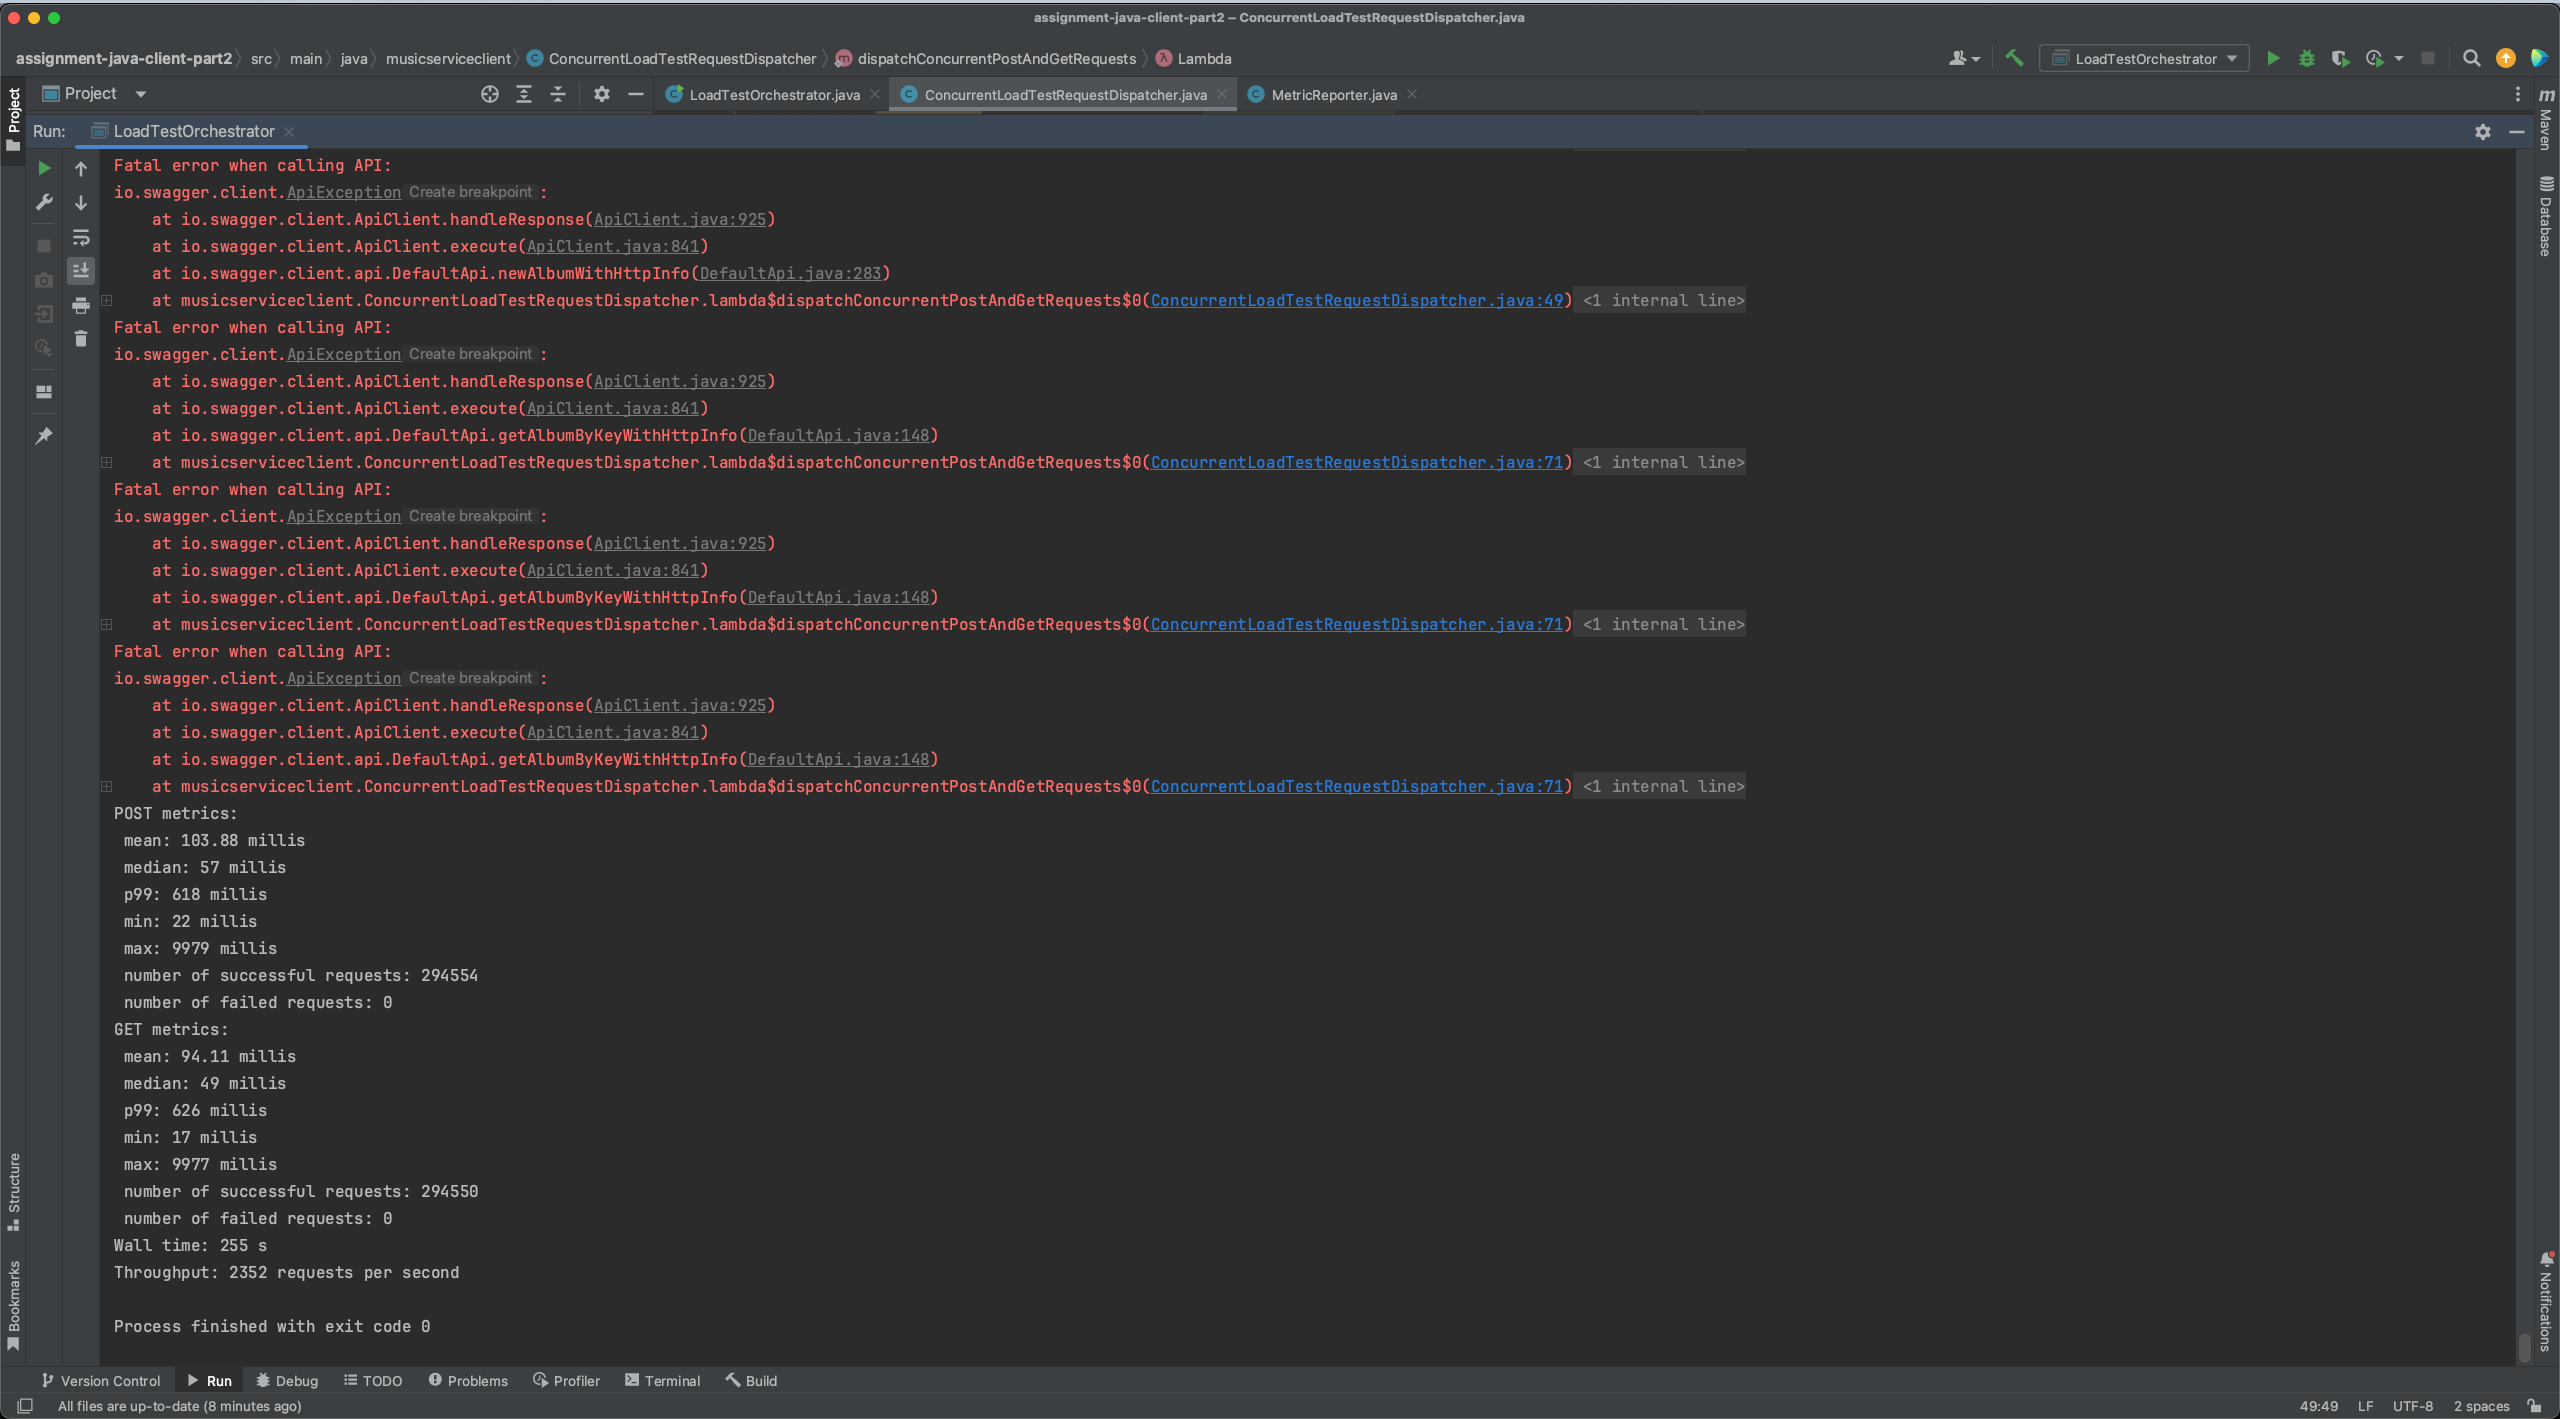 assignment-java-client-part2 – ConcurrentLoadTestRequestDispatcher.java
assignment-java-client-part2 src main java musicserviceclient ConcurrentLoadTestRequestDispatcher dispatchConcurrentPostAndGetRequests Lambda
LoadTestOrchestrator
Project
LoadTestOrchestrator.java
ConcurrentLoadTestRequestDispatcher.java
MetricReporter.java
Run: LoadTestOrchestrator
Fatal error when calling API:
io.swagger.client.ApiException Create breakpoint :
at io.swagger.client.ApiClient.handleResponse(ApiClient.java:925)
at io.swagger.client.ApiClient.execute(ApiClient.java:841)
at io.swagger.client.api.DefaultApi.newAlbumWithHttpInfo(DefaultApi.java:283)
at musicserviceclient.ConcurrentLoadTestRequestDispatcher.lambda$dispatchConcurrentPostAndGetRequests$0(ConcurrentLoadTestRequestDispatcher.java:49) <1 internal line>
Fatal error when calling API:
io.swagger.client.ApiException Create breakpoint :
at io.swagger.client.ApiClient.handleResponse(ApiClient.java:925)
at io.swagger.client.ApiClient.execute(ApiClient.java:841)
at io.swagger.client.api.DefaultApi.getAlbumByKeyWithHttpInfo(DefaultApi.java:148)
at musicserviceclient.ConcurrentLoadTestRequestDispatcher.lambda$dispatchConcurrentPostAndGetRequests$0(ConcurrentLoadTestRequestDispatcher.java:71) <1 internal line>
Fatal error when calling API:
io.swagger.client.ApiException Create breakpoint :
at io.swagger.client.ApiClient.handleResponse(ApiClient.java:925)
at io.swagger.client.ApiClient.execute(ApiClient.java:841)
at io.swagger.client.api.DefaultApi.getAlbumByKeyWithHttpInfo(DefaultApi.java:148)
at musicserviceclient.ConcurrentLoadTestRequestDispatcher.lambda$dispatchConcurrentPostAndGetRequests$0(ConcurrentLoadTestRequestDispatcher.java:71) <1 internal line>
Fatal error when calling API:
io.swagger.client.ApiException Create breakpoint :
at io.swagger.client.ApiClient.handleResponse(ApiClient.java:925)
at io.swagger.client.ApiClient.execute(ApiClient.java:841)
at io.swagger.client.api.DefaultApi.getAlbumByKeyWithHttpInfo(DefaultApi.java:148)
at musicserviceclient.ConcurrentLoadTestRequestDispatcher.lambda$dispatchConcurrentPostAndGetRequests$0(ConcurrentLoadTestRequestDispatcher.java:71) <1 internal line>
POST metrics:
mean: 103.88 millis
median: 57 millis
p99: 618 millis
min: 22 millis
max: 9979 millis
number of successful requests: 294554
number of failed requests: 0
GET metrics:
mean: 94.11 millis
median: 49 millis
p99: 626 millis
min: 17 millis
max: 9977 millis
number of successful requests: 294550
number of failed requests: 0
Wall time: 255 s
Throughput: 2352 requests per second
Process finished with exit code 0
Project
Structure
Bookmarks
m Maven
Database
Notifications
Version Control Run Debug TODO Problems Profiler Terminal Build
All files are up-to-date (8 minutes ago)
49:49 LF UTF-8 2 spaces